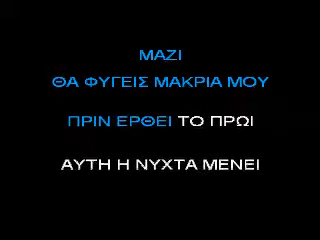 ΜΑΖΙ
ΘΑ ΦΥΓΕΙΣ ΜΑΚΡΙΑ ΜΟΥ
ΠΡΙΝ ΕΡΘΕΙ ΤΟ ΠΡΩΙ
ΑΥΤΗ Η ΝΥΧΤΑ ΜΕΝΕΙ